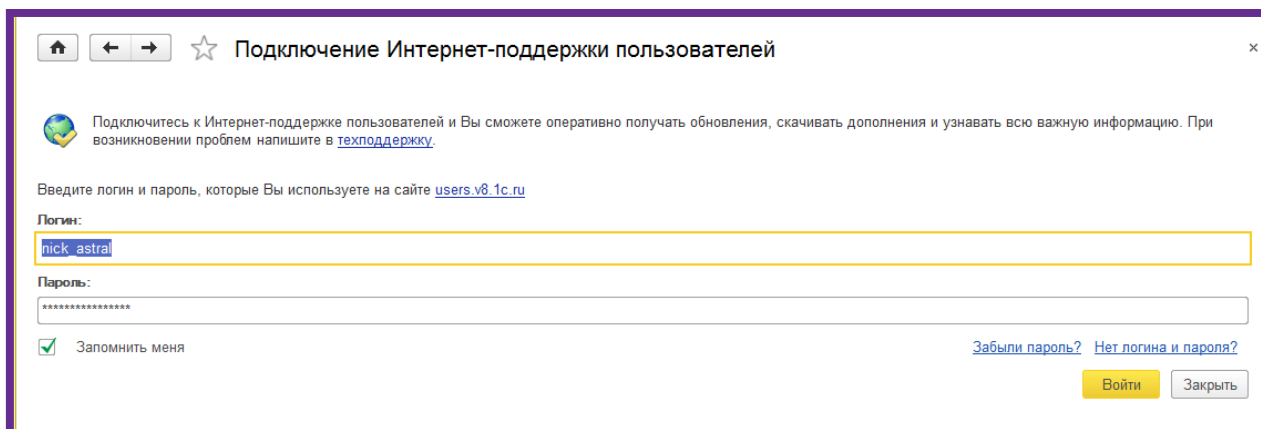 Подключение Интернет-поддержки пользователей
Подключитесь к Интернет-поддержке пользователей и Вы сможете оперативно получать обновления, скачивать дополнения и узнавать всю важную информацию. При
возникновении проблем напишите в техподдержку.
Введите логин и пароль, которые Вы используете на сайте users.v8.1c.ru
Логин:
nick_astral
Пароль:
****************
Запомнить меня
Забыли пароль? Нет логина и пароля?
Войти Закрыть